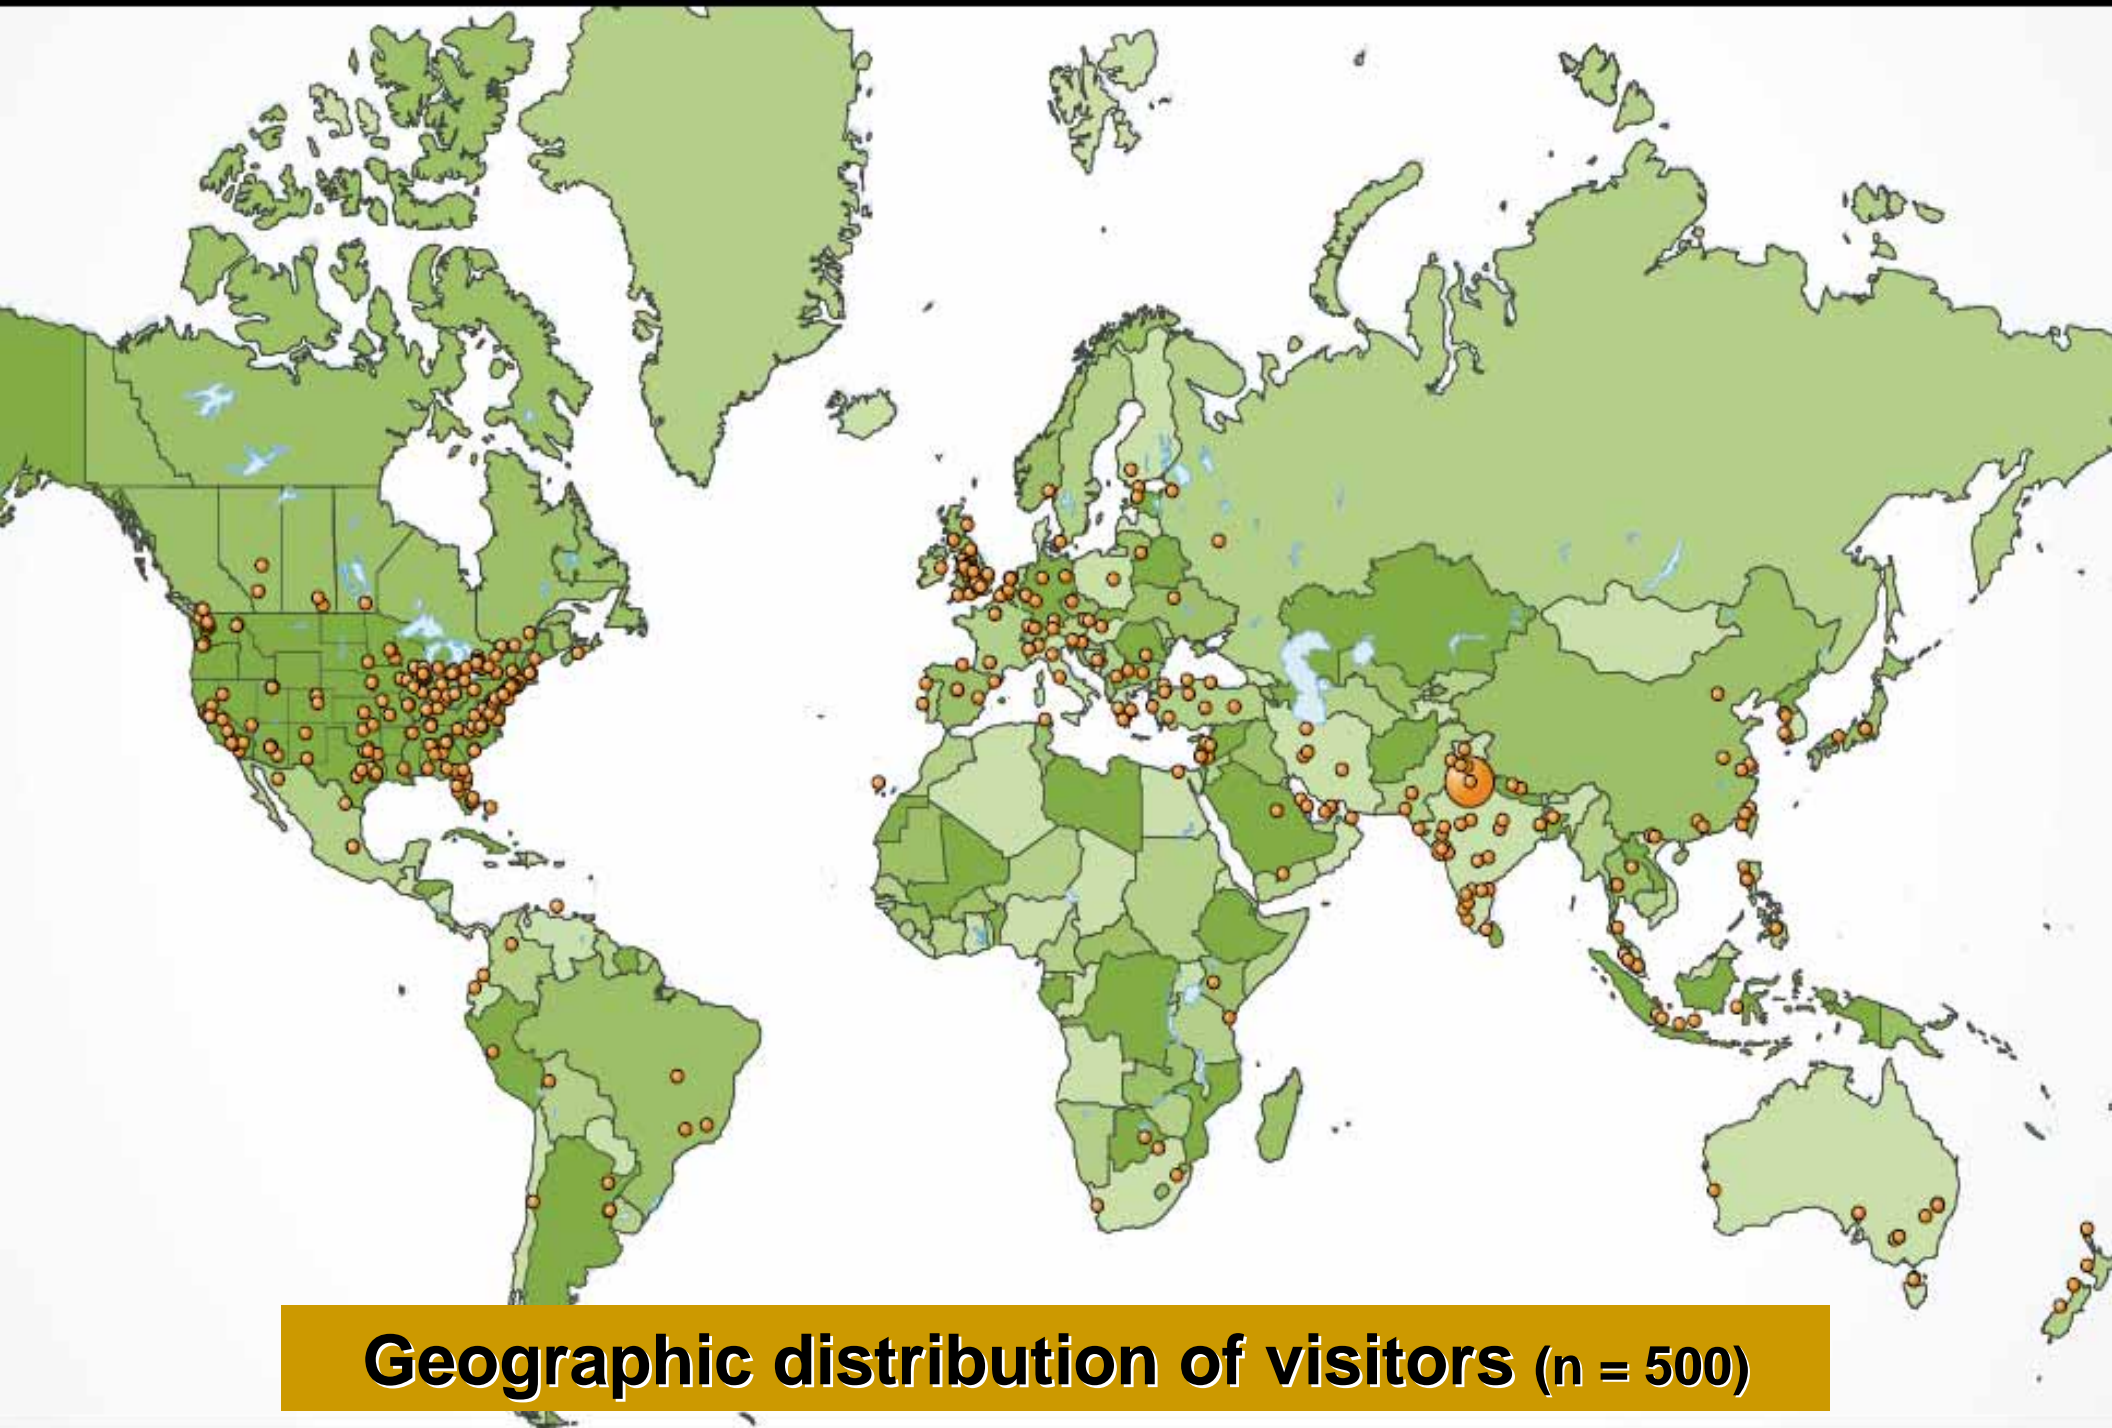 Geographic distribution of visitors (n = 500)